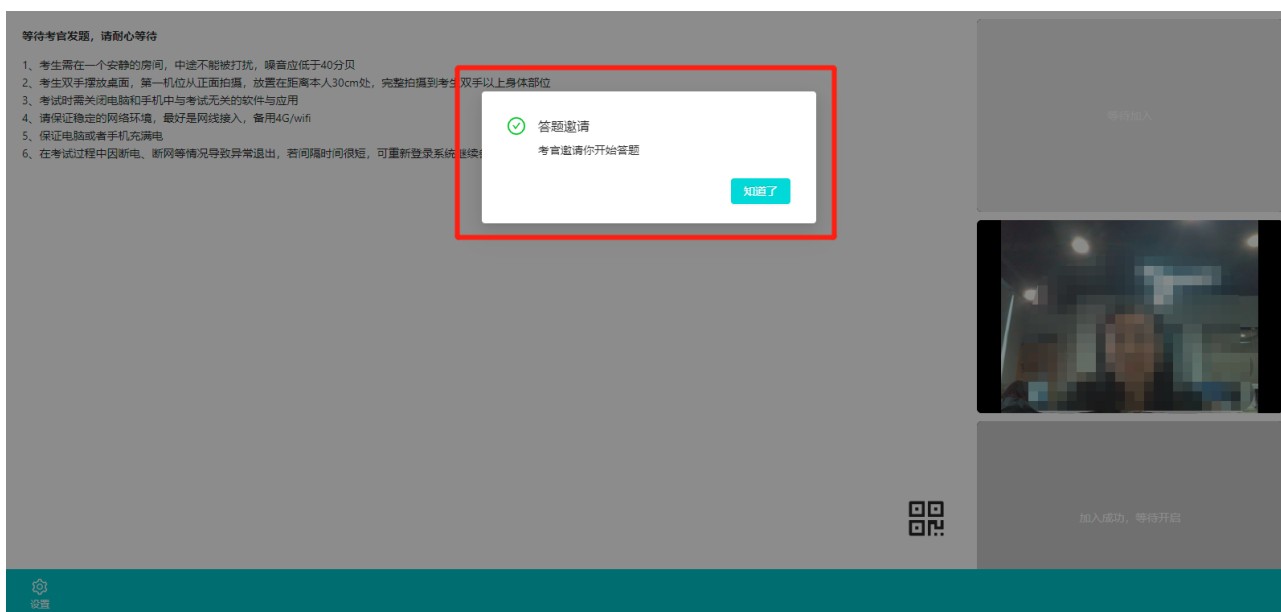 等待考官发题，请耐心等待
1、考生需在一个安静的房间，中途不能被打扰，噪音应低于40分贝
2、考生双手摆放桌面，第一机位从正面拍摄，放置在距离本人30cm处，完整拍摄到考生双手以上身体部位
3、考试时需关闭电脑和手机中与考试无关的软件与应用
4、请保证稳定的网络环境，最好是网线接入，备用4G/wifi
5、保证电脑或者手机充满电
6、在考试过程中因断电、断网等情况导致异常退出，若间隔时间很短，可重新登录系统继续
答题邀请
考官邀请你开始答题
知道了
等待加入
加入成功，等待开启
设置